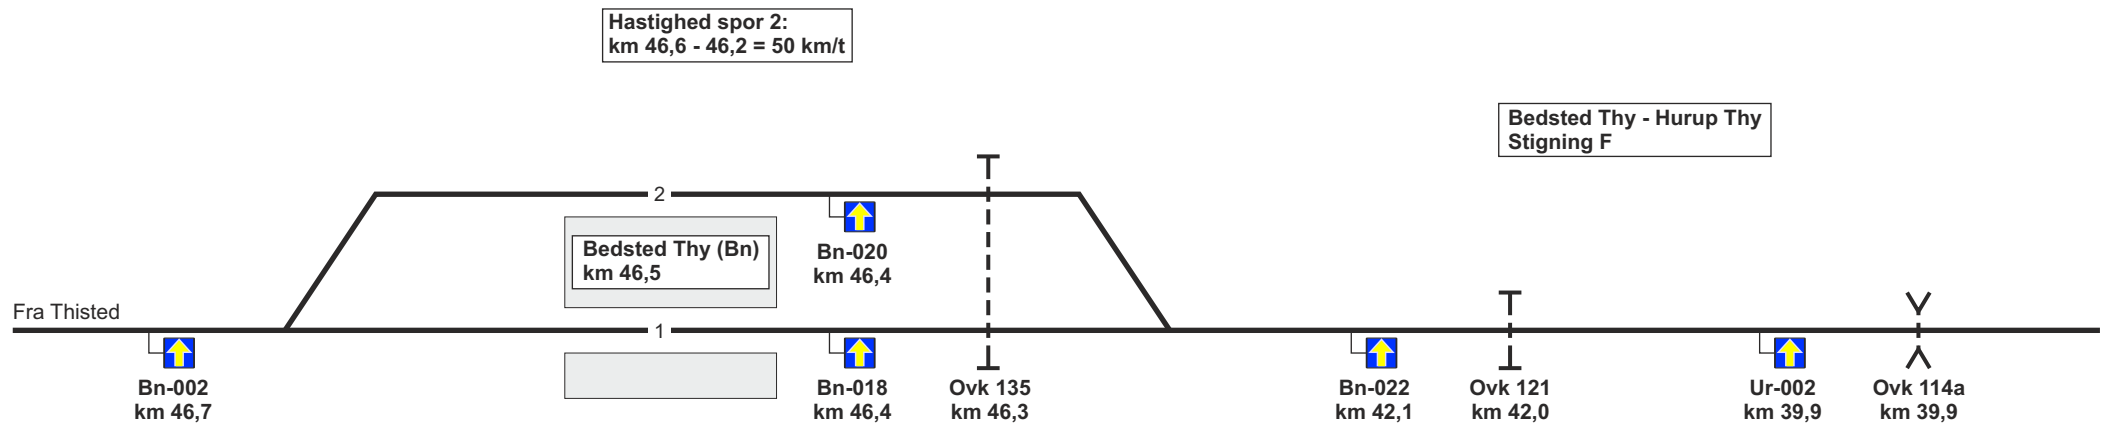 Hastighed spor 2:
km 46,6 - 46,2 = 50 km/t
Bedsted Thy - Hurup Thy
Stigning F
2
Bedsted Thy (Bn)
km 46,5
Bn-020
km 46,4
Fra Thisted
1
Bn-002
km 46,7
Bn-018
km 46,4
Ovk 135
km 46,3
Bn-022
km 42,1
Ovk 121
km 42,0
Ur-002
km 39,9
Ovk 114a
km 39,9